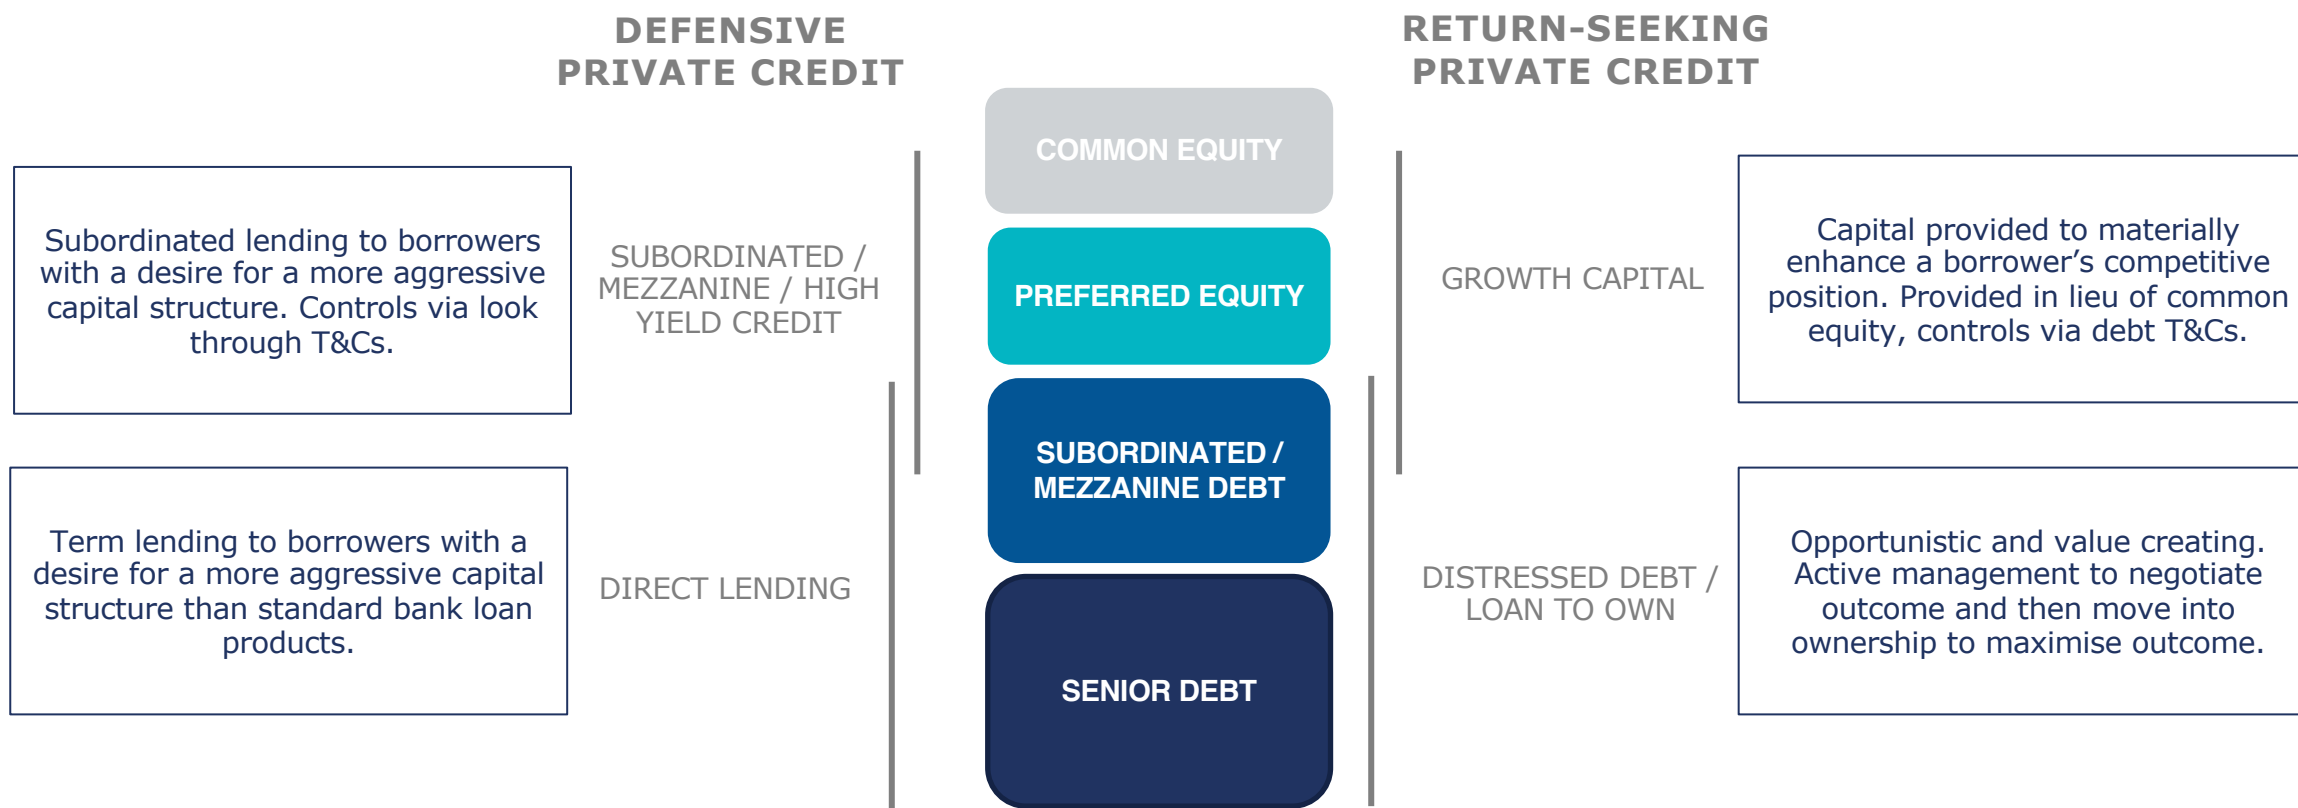 DEFENSIVE
PRIVATE CREDIT
RETURN-SEEKING
PRIVATE CREDIT
COMMON EQUITY
Subordinated lending to borrowers
with a desire for a more aggressive
capital structure. Controls via look
through T&Cs.
SUBORDINATED /
MEZZANINE / HIGH
YIELD CREDIT
PREFERRED EQUITY
GROWTH CAPITAL
Capital provided to materially
enhance a borrower’s competitive
position. Provided in lieu of common
equity, controls via debt T&Cs.
SUBORDINATED /
MEZZANINE DEBT
Term lending to borrowers with a
desire for a more aggressive capital
structure than standard bank loan
products.
DIRECT LENDING
SENIOR DEBT
DISTRESSED DEBT /
LOAN TO OWN
Opportunistic and value creating.
Active management to negotiate
outcome and then move into
ownership to maximise outcome.